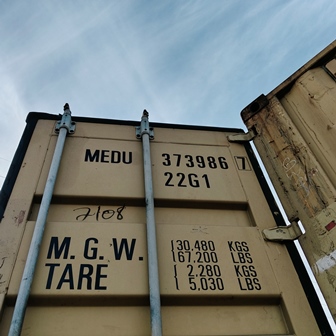 MEDU 373986 7
22G1
2108
M.G.W. 30.480 KGS
67,200 LBS
TARE 2.280 KGS
5,030 LBS